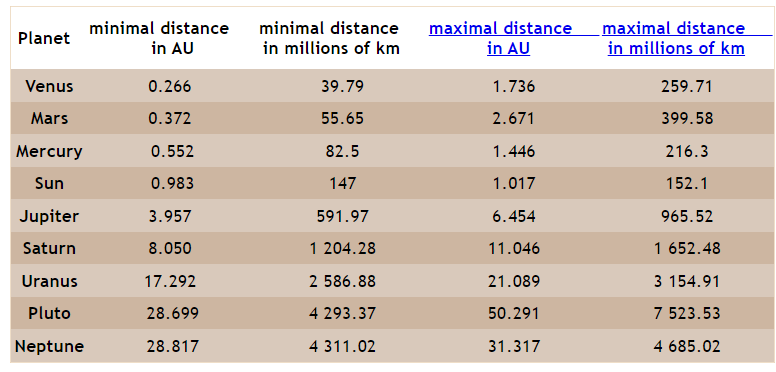 Planet minimal distance in AU minimal distance in millions of km maximal distance in AU maximal distance in millions of km
Venus 0.266 39.79 1.736 259.71
Mars 0.372 55.65 2.671 399.58
Mercury 0.552 82.5 1.446 216.3
Sun 0.983 147 1.017 152.1
Jupiter 3.957 591.97 6.454 965.52
Saturn 8.050 1 204.28 11.046 1 652.48
Uranus 17.292 2 586.88 21.089 3 154.91
Pluto 28.699 4 293.37 50.291 7 523.53
Neptune 28.817 4 311.02 31.317 4 685.02